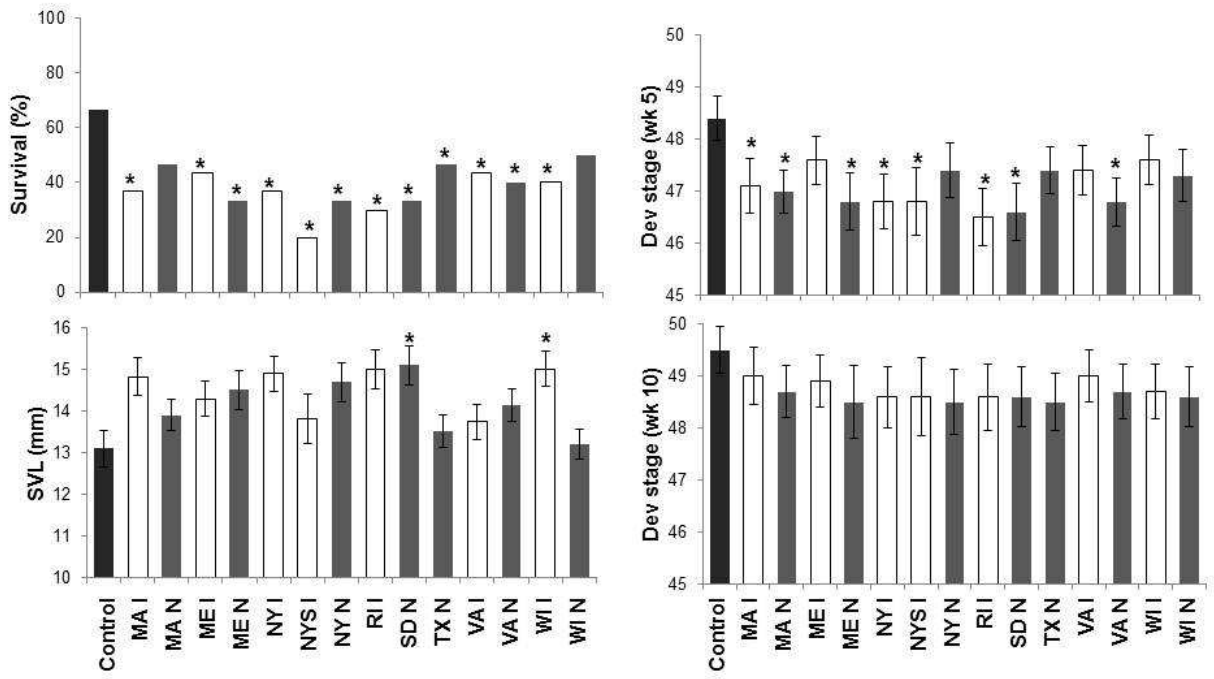 Survival (%)
100
80
60
40
20
0
* * * * * * * * * * * *
Dev stage (wk 5)
50
49
48
47
46
45
* * * * * * * *
SVL (mm)
16
15
14
13
12
11
10
* *
Control
MA I
MA N
ME I
ME N
NY I
NYS I
NY N
RI I
SD N
TX N
VA I
VA N
WI I
WI N
Dev stage (wk 10)
50
49
48
47
46
45
Control
MA I
MA N
ME I
ME N
NY I
NYS I
NY N
RI I
SD N
TX N
VA I
VA N
WI I
WI N